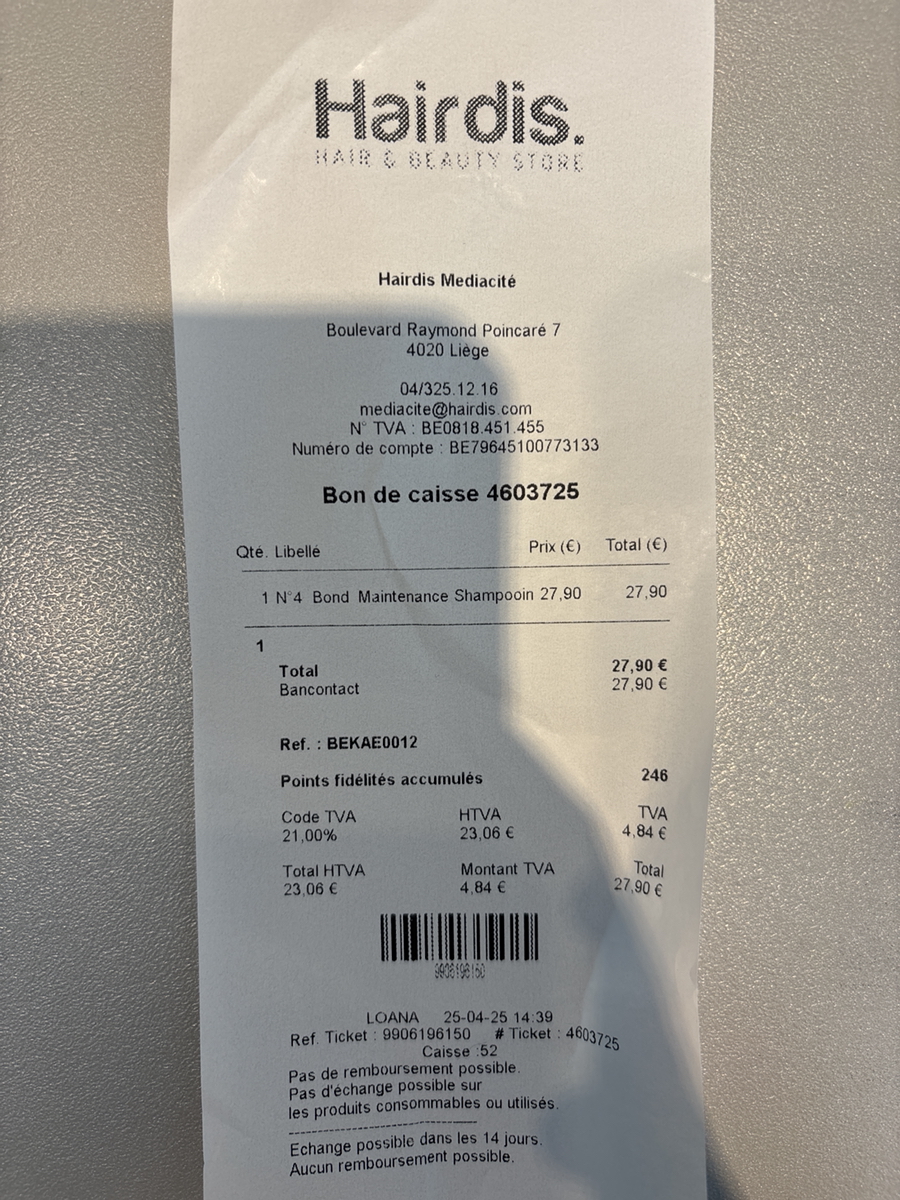 Hairdis.
HAIR & BEAUTY STORE
Hairdis Mediacité
Boulevard Raymond Poincaré 7
4020 Liège
04/325.12.16
mediacite@hairdis.com
N° TVA : BE0818.451.455
Numéro de compte : BE79645100773133
Bon de caisse 4603725
Qté. Libellé Prix (€) Total (€)
1 N°4 Bond Maintenance Shampooin 27,90 27,90
1
Total 27,90 €
Bancontact 27,90 €
Ref. : BEKAE0012
Points fidélités accumulés 246
Code TVA HTVA TVA
21,00% 23,06 € 4,84 €
Total HTVA Montant TVA Total
23,06 € 4,84 € 27,90 €
9906196150
LOANA 25-04-25 14:39
Ref. Ticket : 9906196150 # Ticket : 4603725
Caisse :52
Pas de remboursement possible.
Pas d'échange possible sur
les produits consommables ou utilisés.
--------------------------------
Echange possible dans les 14 jours.
Aucun remboursement possible.